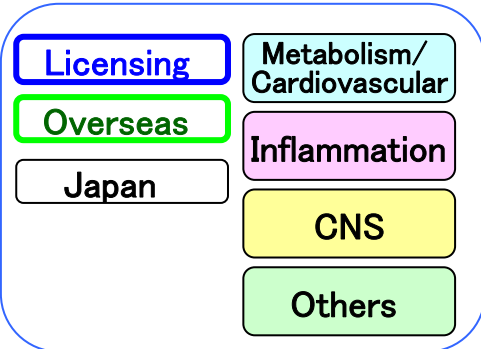 Licensing
Overseas
Japan
Metabolism/
Cardiovascular
Inflammation
CNS
Others